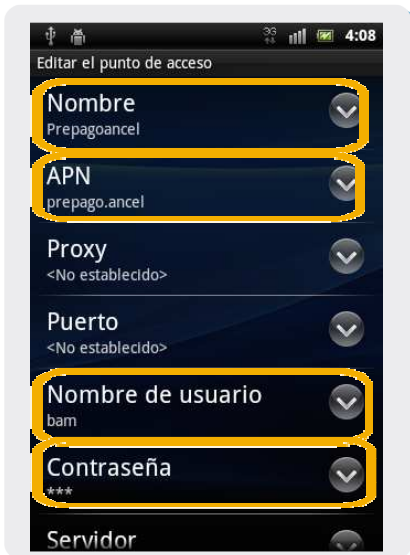 3G 4:08
Editar el punto de acceso
Nombre
Prepagoancel
APN
prepago.ancel
Proxy
<No establecido>
Puerto
<No establecido>
Nombre de usuario
bam
Contraseña
***
Servidor